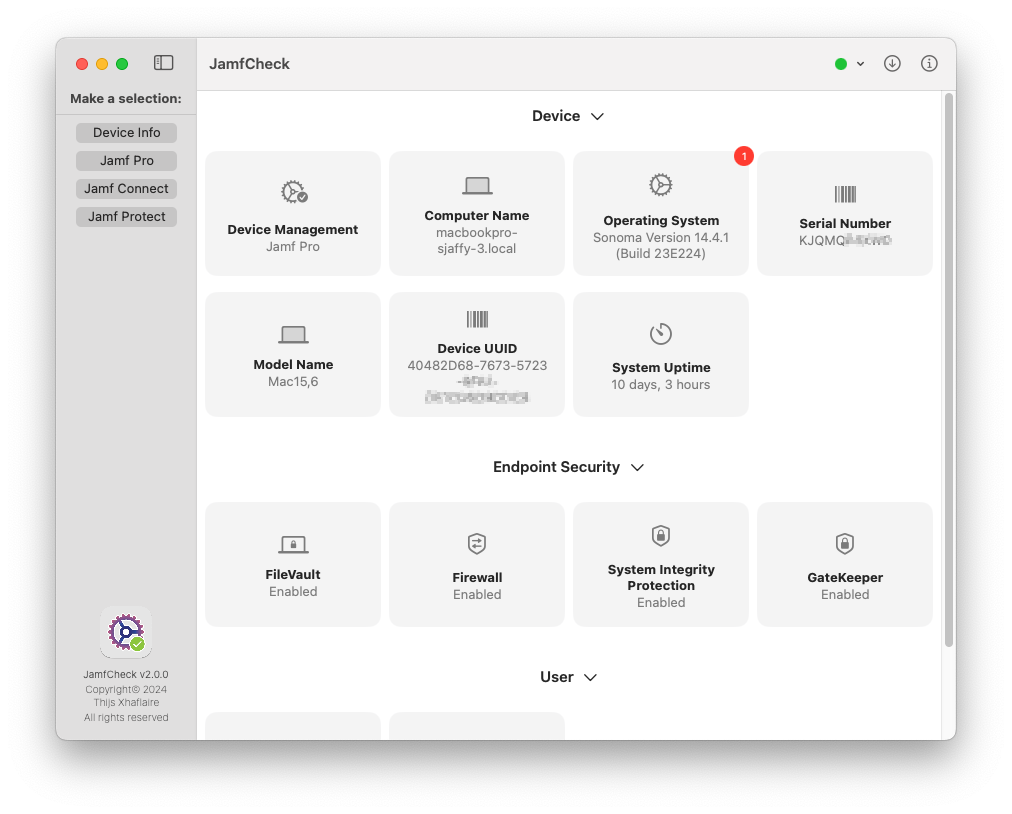 JamfCheck
Make a selection:
Device Info
Jamf Pro
Jamf Connect
Jamf Protect
Device
1
Device Management
Jamf Pro
Computer Name
macbookpro-
sjaffy-3.local
Operating System
Sonoma Version 14.4.1
(Build 23E224)
Serial Number
Model Name
Mac15,6
Device UUID
40482D68-7673-5723
System Uptime
10 days, 3 hours
Endpoint Security
FileVault
Enabled
Firewall
Enabled
System Integrity
Protection
Enabled
GateKeeper
Enabled
User
JamfCheck v2.0.0
Copyright© 2024
Thijs Xhaflaire
All rights reserved